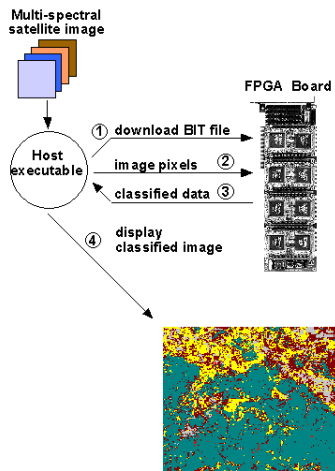 Multi-spectral
satellite image
FPGA Board
1 download BIT file
Host
executable
image pixels 2
classified data 3
4 display
classified image